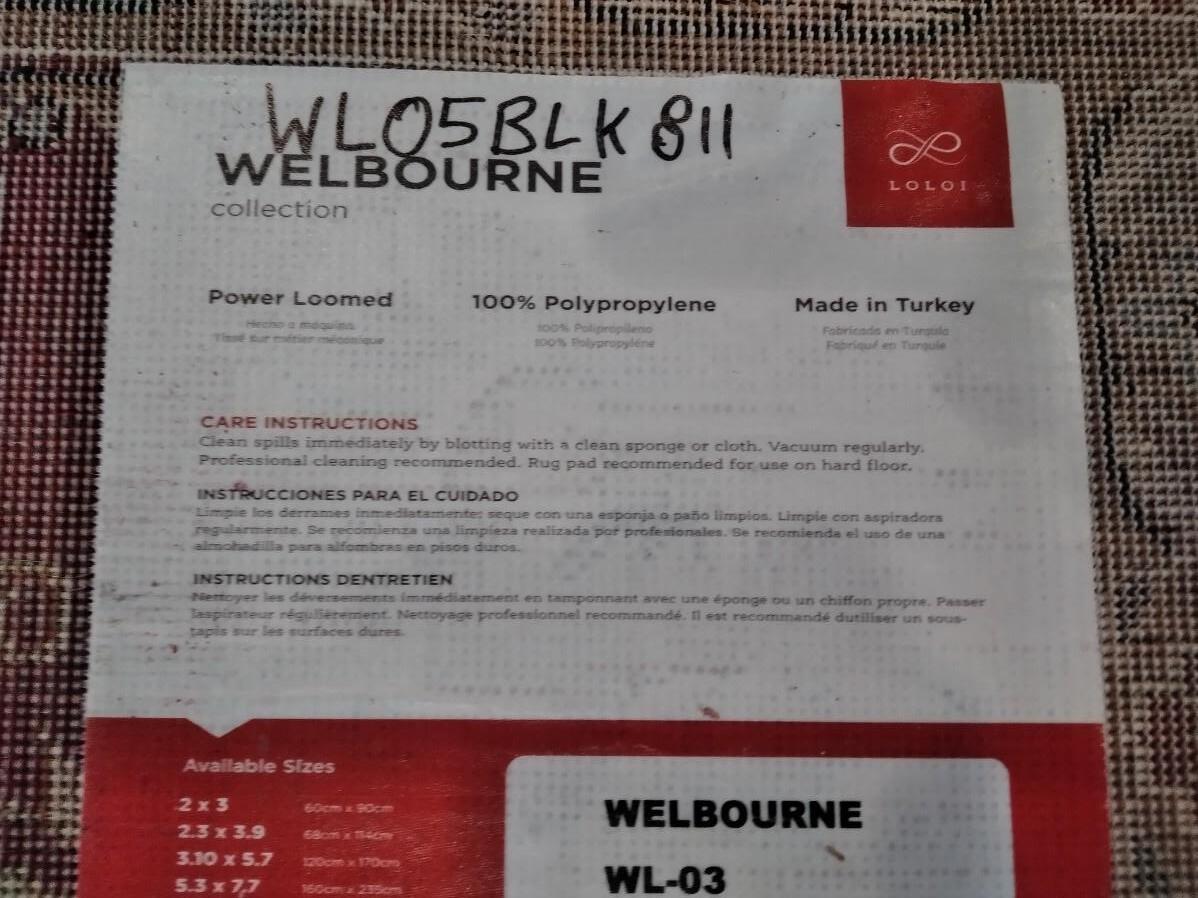 WL05BLK 811
WELBOURNE
collection
LOLOI
Power Loomed
Hecho a máquina
Tissé sur métier mécanique
100% Polypropylene
100% Polipropileno
100% Polypropylène
Made in Turkey
Fabricado en Turquía
Fabriqué en Turquie
CARE INSTRUCTIONS
Clean spills immediately by blotting with a clean sponge or cloth. Vacuum regularly.
Professional cleaning recommended. Rug pad recommended for use on hard floor.
INSTRUCCIONES PARA EL CUIDADO
Limpie los derrames inmediatamente; seque con una esponja o paño limpios. Limpie con aspiradora
regularmente. Se recomienza una limpieza realizada por profesionales. Se recomienda el uso de una
almohadilla para alfombras en pisos duros.
INSTRUCTIONS DENTRETIEN
Nettoyer les déversements immédiatement en tamponnant avec une éponge ou un chiffon propre. Passer
laspirateur régulièrement. Nettoyage professionnel recommandé. Il est recommandé dutiliser un sous-
tapis sur les surfaces dures.
Available Sizes
2 x 3 60cm x 90cm
2.3 x 3.9 68cm x 114cm
3.10 x 5.7 120cm x 170cm
5.3 x 7,7 160cm x 235cm
WELBOURNE
WL-03